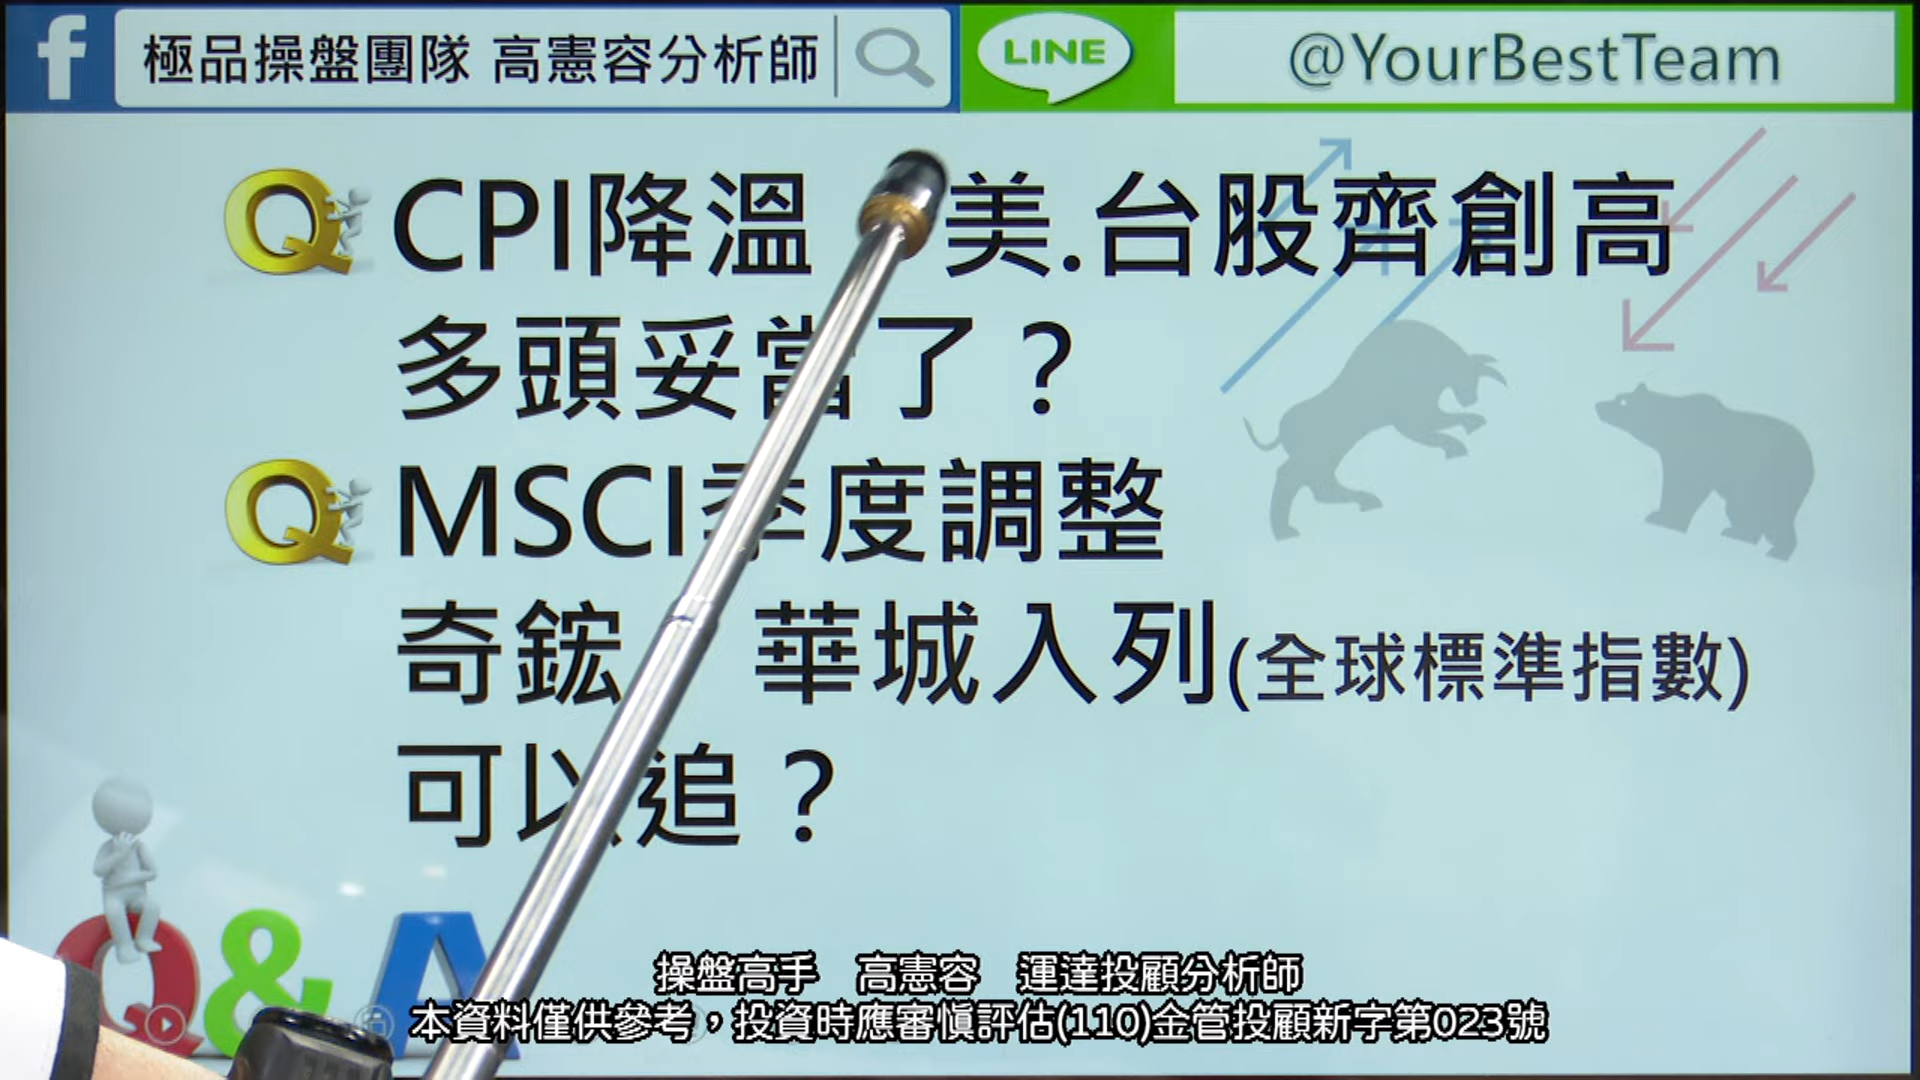 極品操盤團隊 高憲容分析師
LINE
@YourBestTeam
Q CPI降溫 美.台股齊創高
多頭妥當了？
Q MSCI季度調整
奇鋐 華城入列(全球標準指數)
可以追？
Q&A
操盤高手 高憲容 運達投顧分析師
本資料僅供參考，投資時應審慎評估(110)金管投顧新字第023號